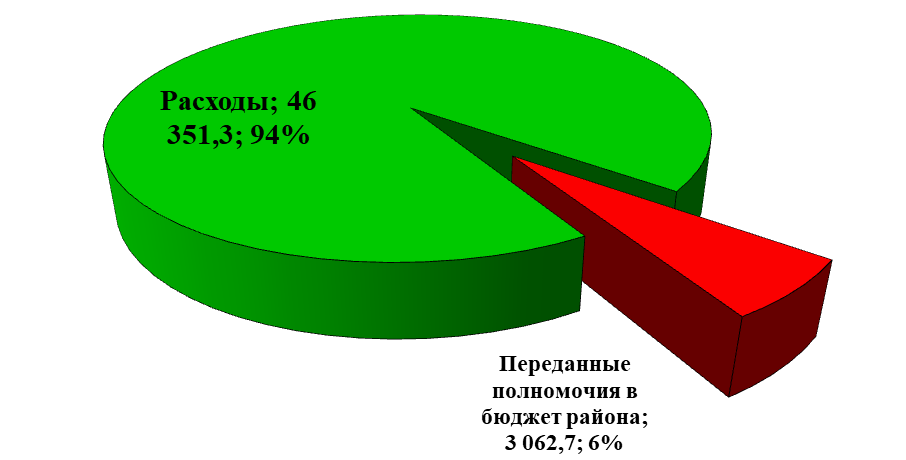 Расходы; 46
351,3; 94%
Переданные
полномочия в
бюджет района;
3 062,7; 6%